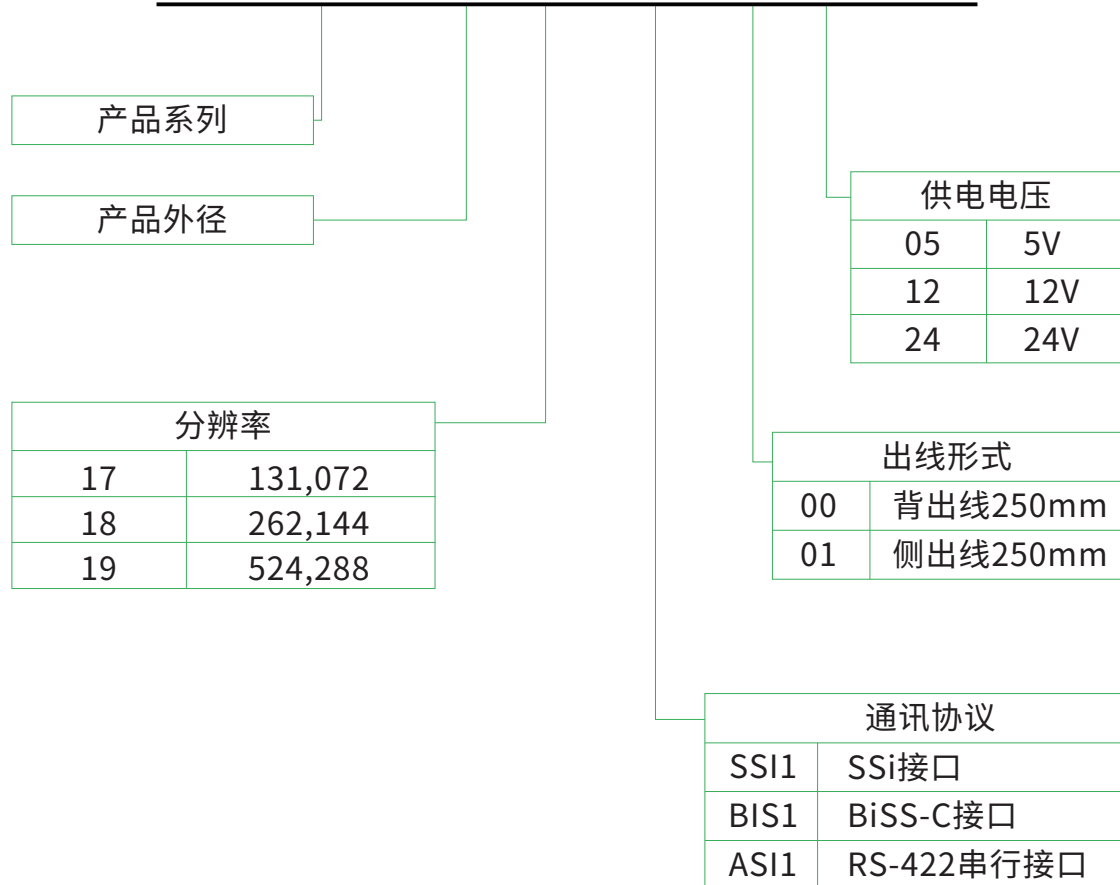 产品系列
产品外径
供电电压
05 5V
12 12V
24 24V
分辨率
17 131,072
18 262,144
19 524,288
出线形式
00 背出线250mm
01 侧出线250mm
通讯协议
SSI1 SSi接口
BIS1 BiSS-C接口
ASI1 RS-422串行接口